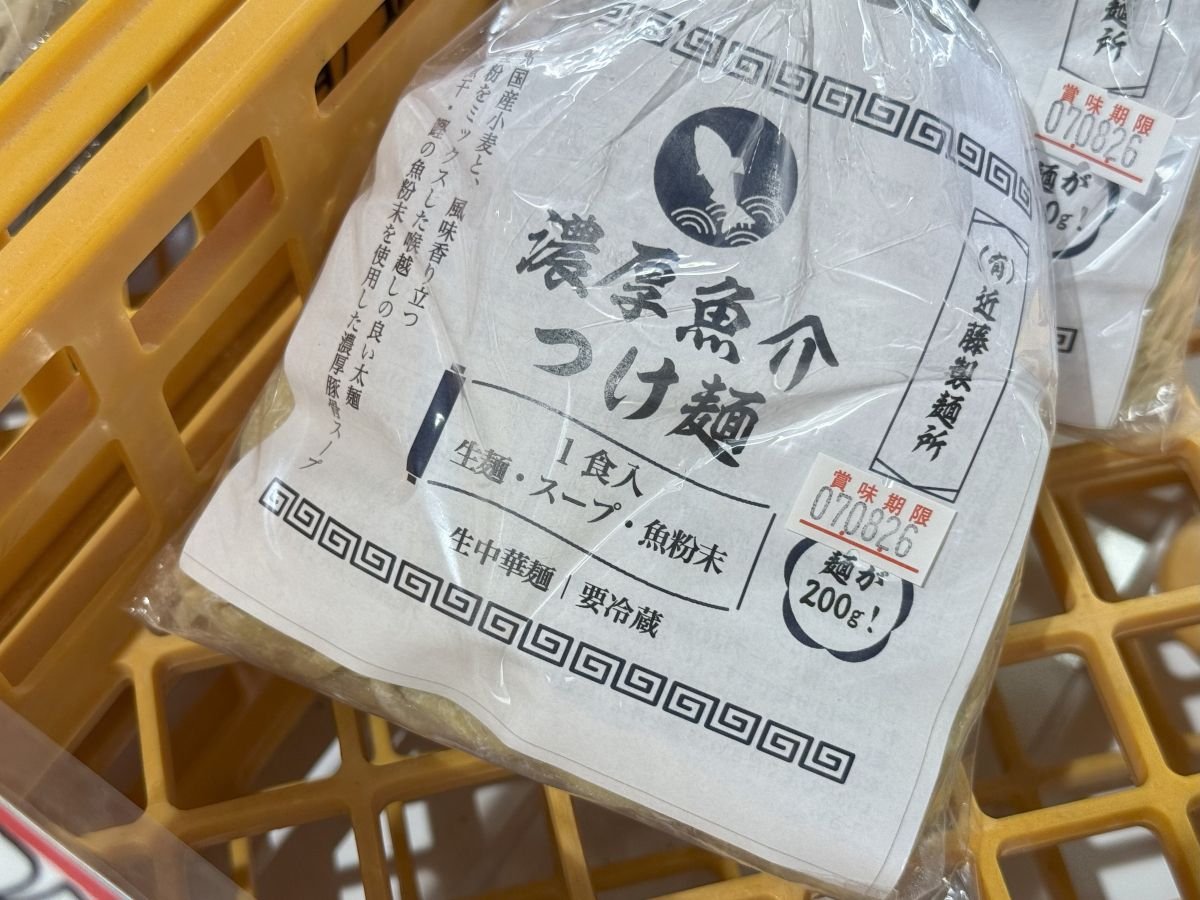 国産小麦と、風味香り立つ
粉をミックスした喉越しの良い太麺
の魚粉末を使用した濃厚豚骨スープ
濃厚魚介
つけ麺
1食入
生麺・スープ・魚粉末
生中華麺|要冷蔵
(有)近藤製麺所
賞味期限
070826
麺が
200g!
麺所
賞味期限
070826
麺が
0g!